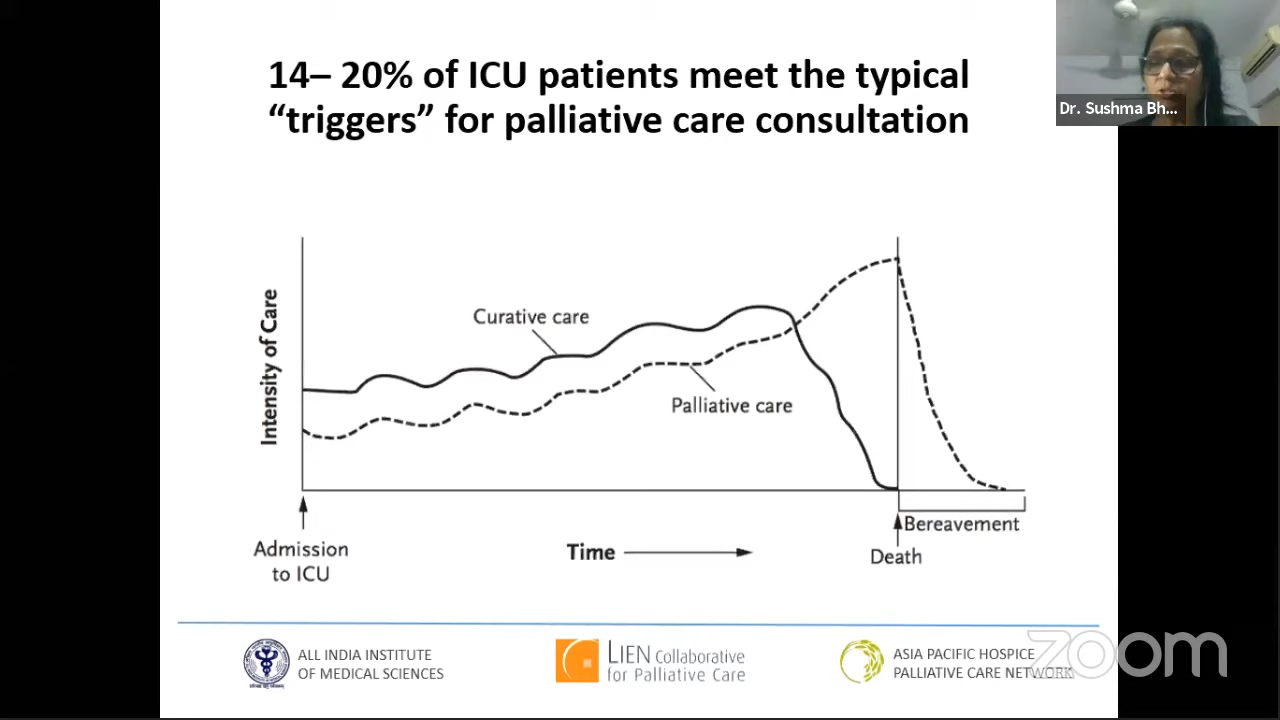 14– 20% of ICU patients meet the typical
“triggers” for palliative care consultation
Dr. Sushma Bh...
Intensity of Care
Curative care
Palliative care
Bereavement
Admission
to ICU
Time
Death
ALL INDIA INSTITUTE
OF MEDICAL SCIENCES
LIEN Collaborative
for Palliative Care
ASIA PACIFIC HOSPICE
PALLIATIVE CARE NETWORK
zoom